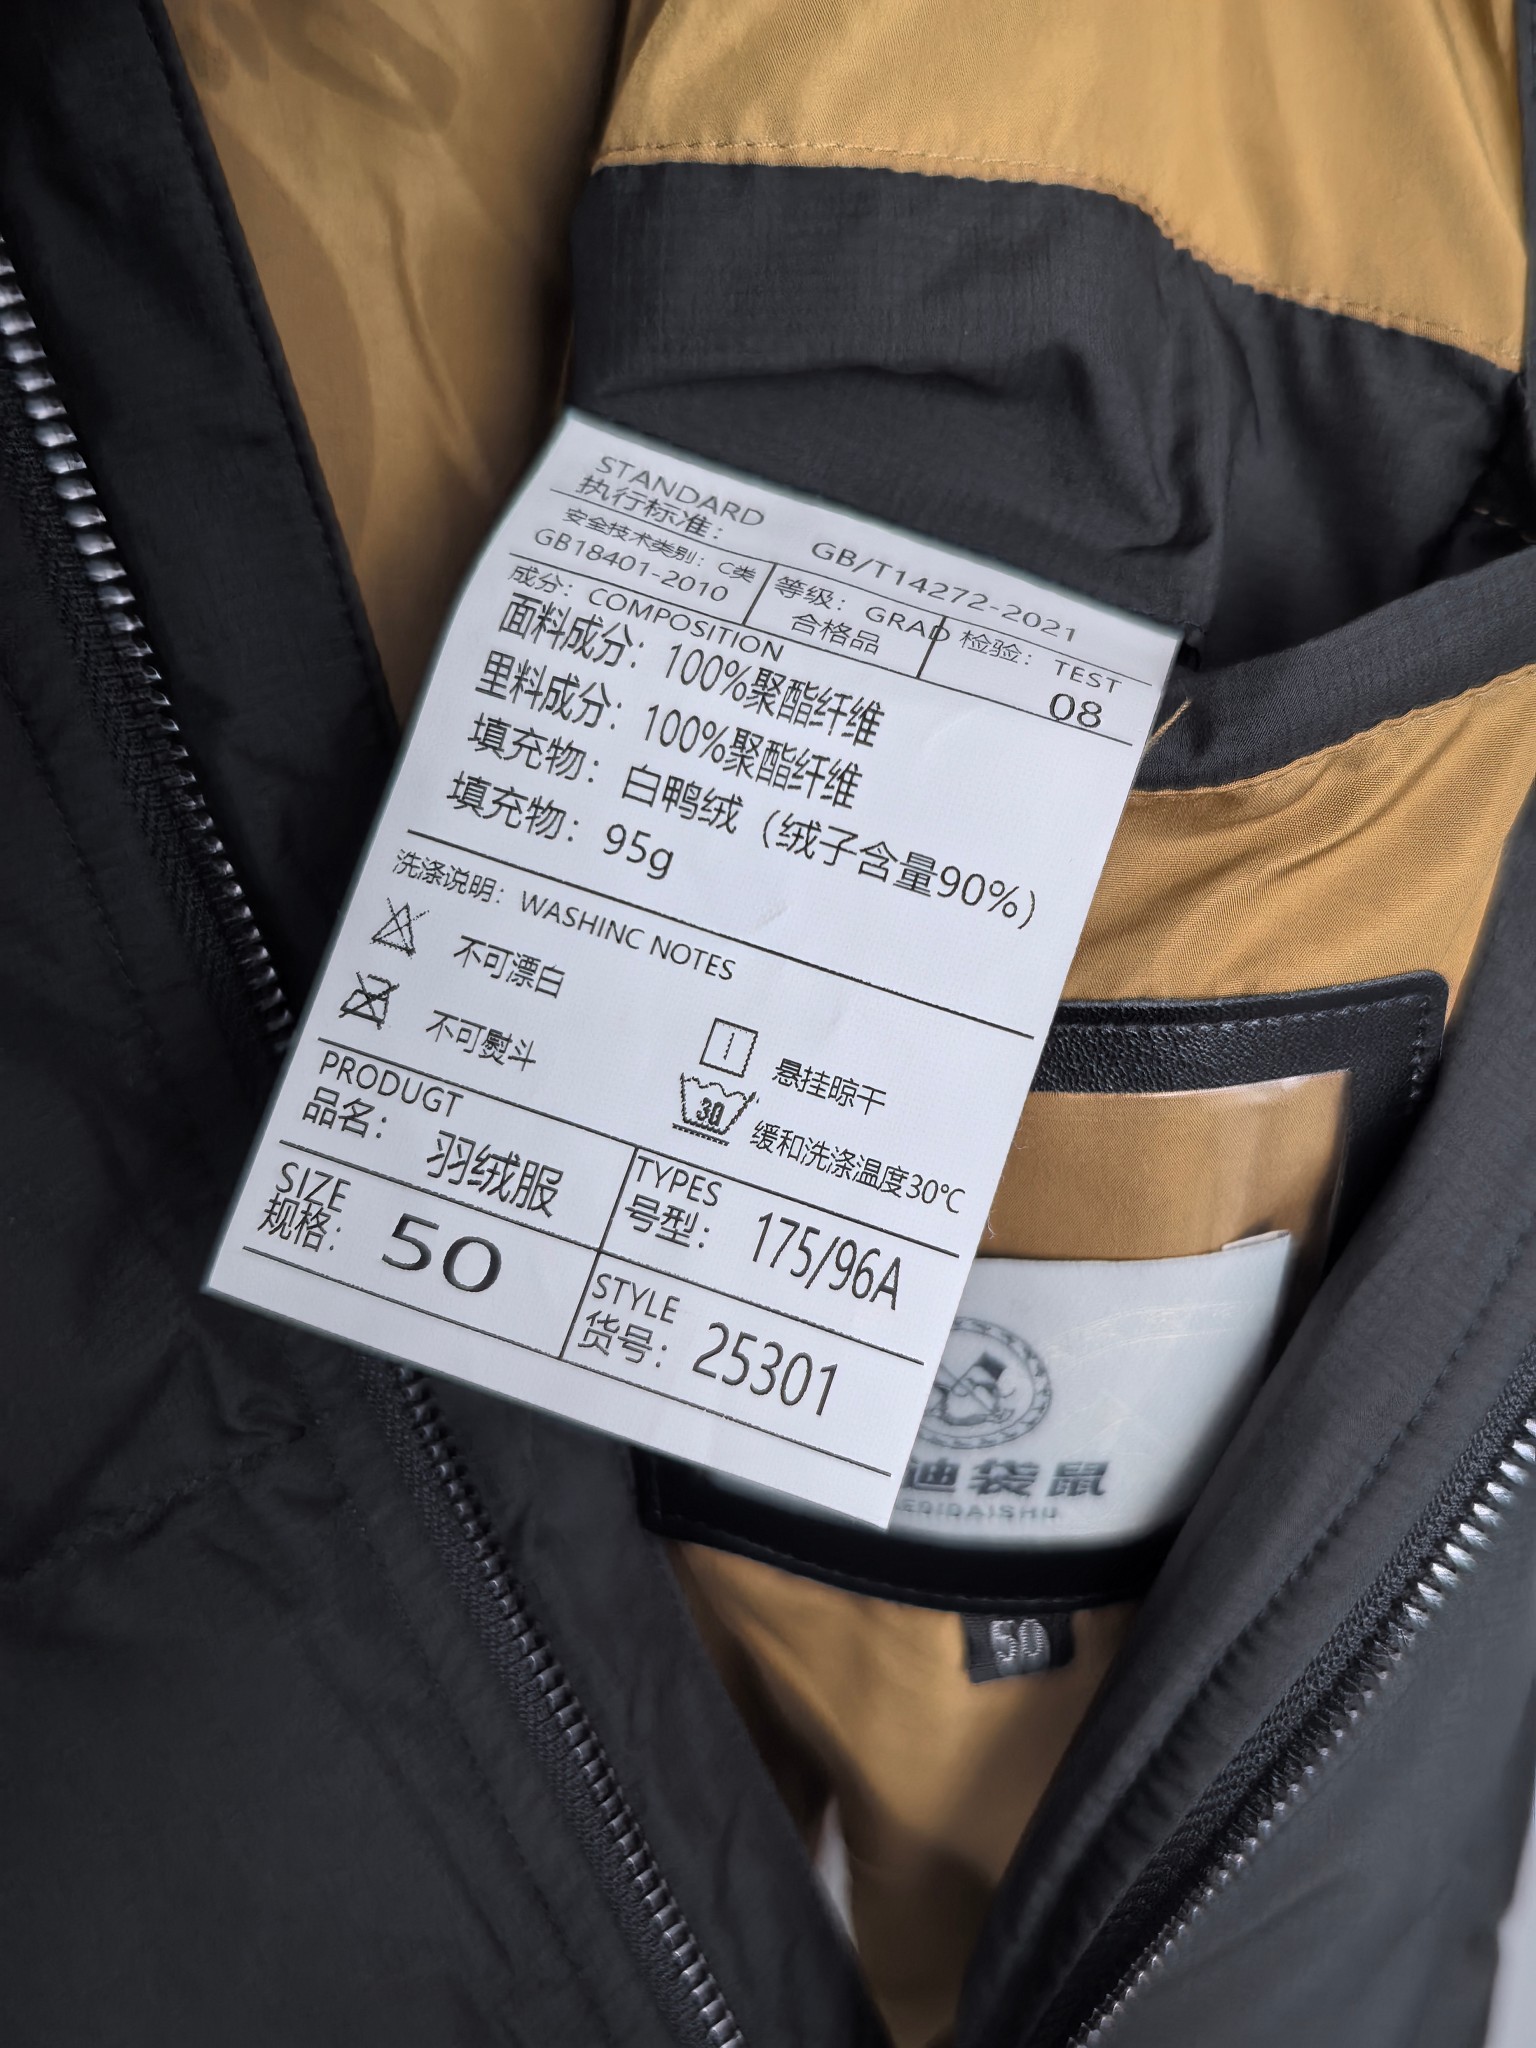 STANDARD
执行标准： GB/T14272-2021
安全技术类别：C类
GB18401-2010
等级：GRAD
合格品
检验：TEST
08
成分：COMPOSITION
面料成分：100%聚酯纤维
里料成分：100%聚酯纤维
填充物：白鸭绒（绒子含量90%）
填充物：95g
洗涤说明：WASHINC NOTES
不可漂白
不可熨斗
悬挂晾干
30
缓和洗涤温度30℃
PRODUGT
品名：羽绒服
TYPES
号型：175/96A
SIZE
规格：50
STYLE
货号：25301
迪袋鼠
EDIDAISHU
50